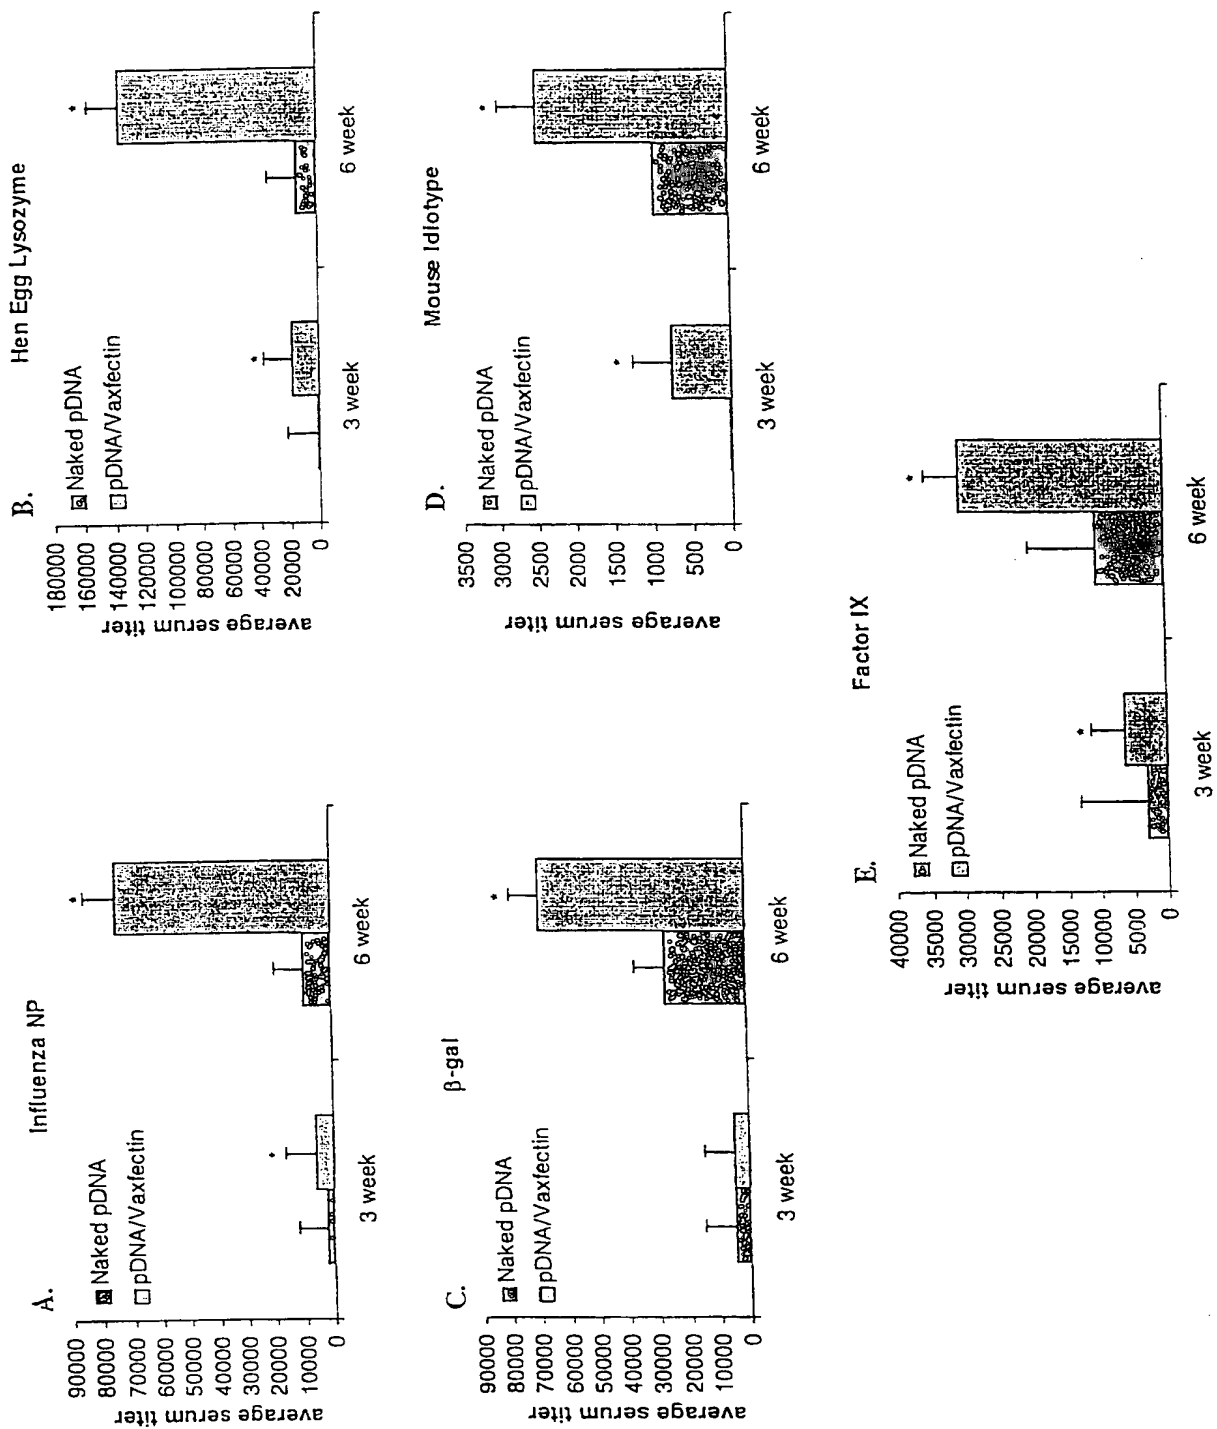 A.
Influenza NP
Naked pDNA
pDNA/Vaxfectin
average serum titer
90000
80000
70000
60000
50000
40000
30000
20000
10000
0
*
*
3 week
6 week
B.
Hen Egg Lysozyme
Naked pDNA
pDNA/Vaxfectin
average serum titer
180000
160000
140000
120000
100000
80000
60000
40000
20000
0
*
*
3 week
6 week
C.
β-gal
Naked pDNA
pDNA/Vaxfectin
average serum titer
90000
80000
70000
60000
50000
40000
30000
20000
10000
0
*
3 week
6 week
D.
Mouse Idiotype
Naked pDNA
pDNA/Vaxfectin
average serum titer
3500
3000
2500
2000
1500
1000
500
0
*
*
3 week
6 week
E.
Factor IX
Naked pDNA
pDNA/Vaxfectin
average serum titer
40000
35000
30000
25000
20000
15000
10000
5000
0
*
*
3 week
6 week